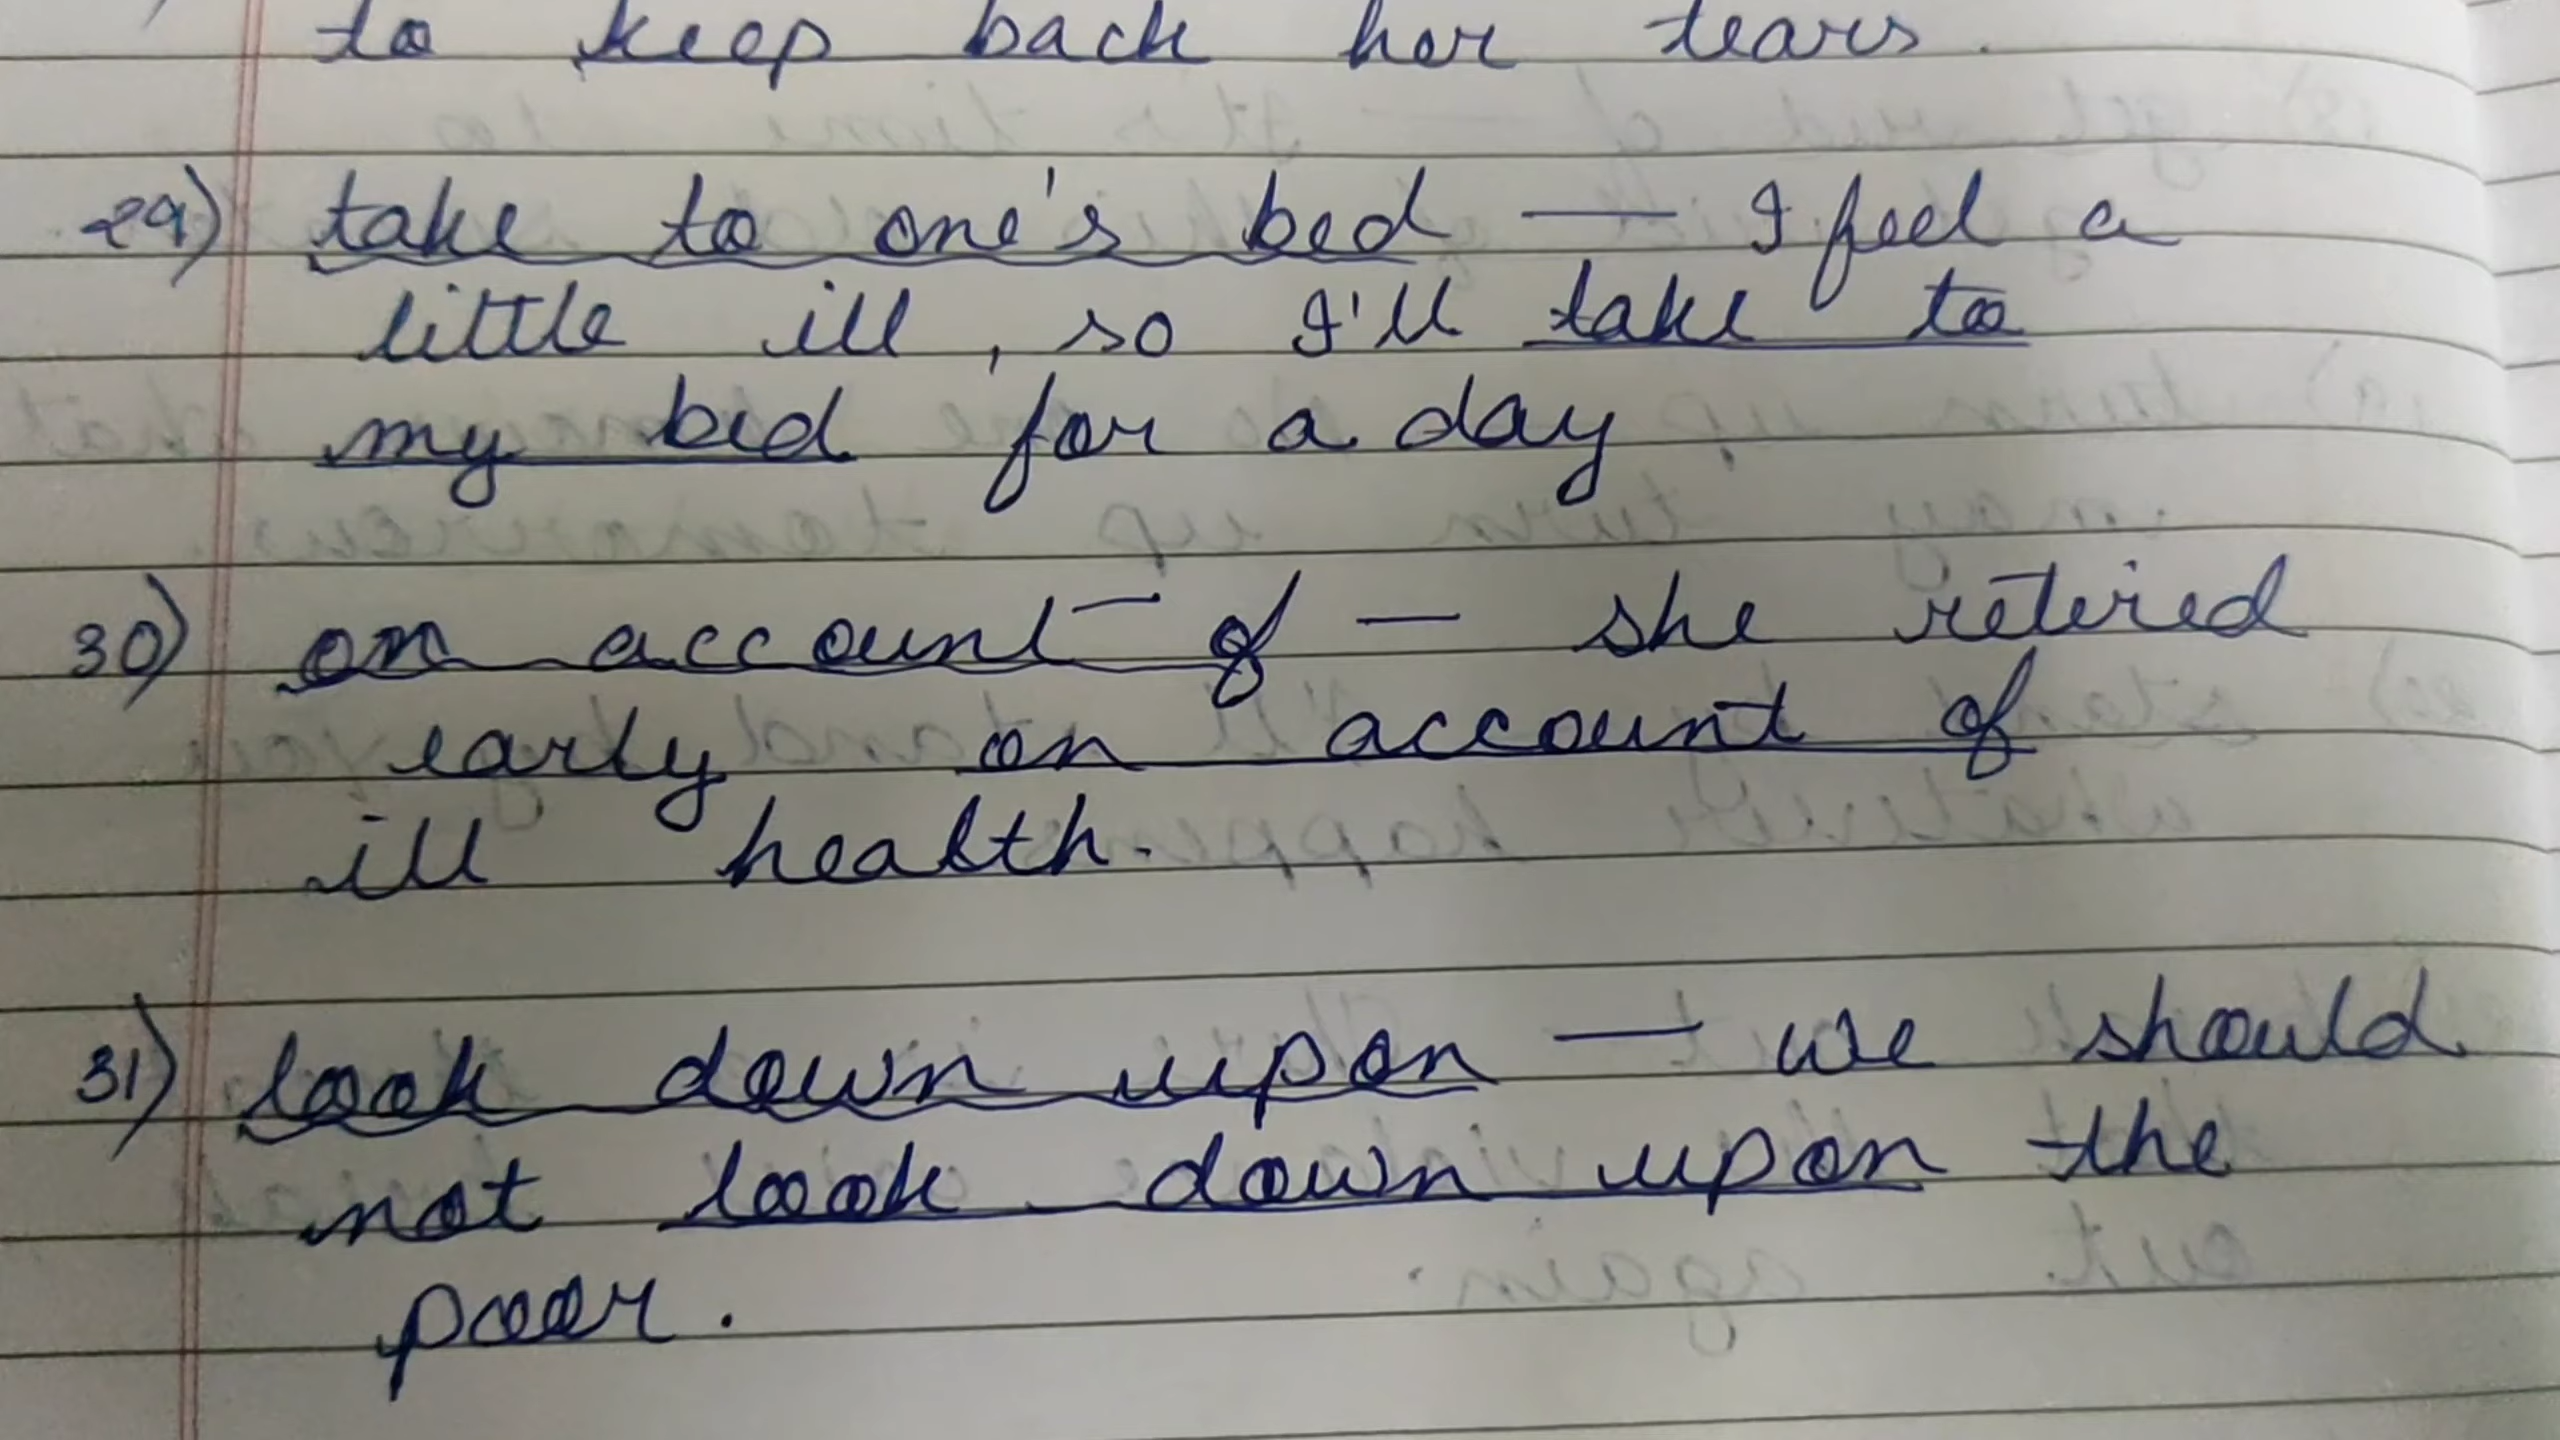 to keep back her tears.
29) take to one's bed — I feel a
little ill, so I'll take to
my bed for a day
30) on account of — she retired
early on account of
ill health.
31) look down upon — we should
not look down upon the
poor.